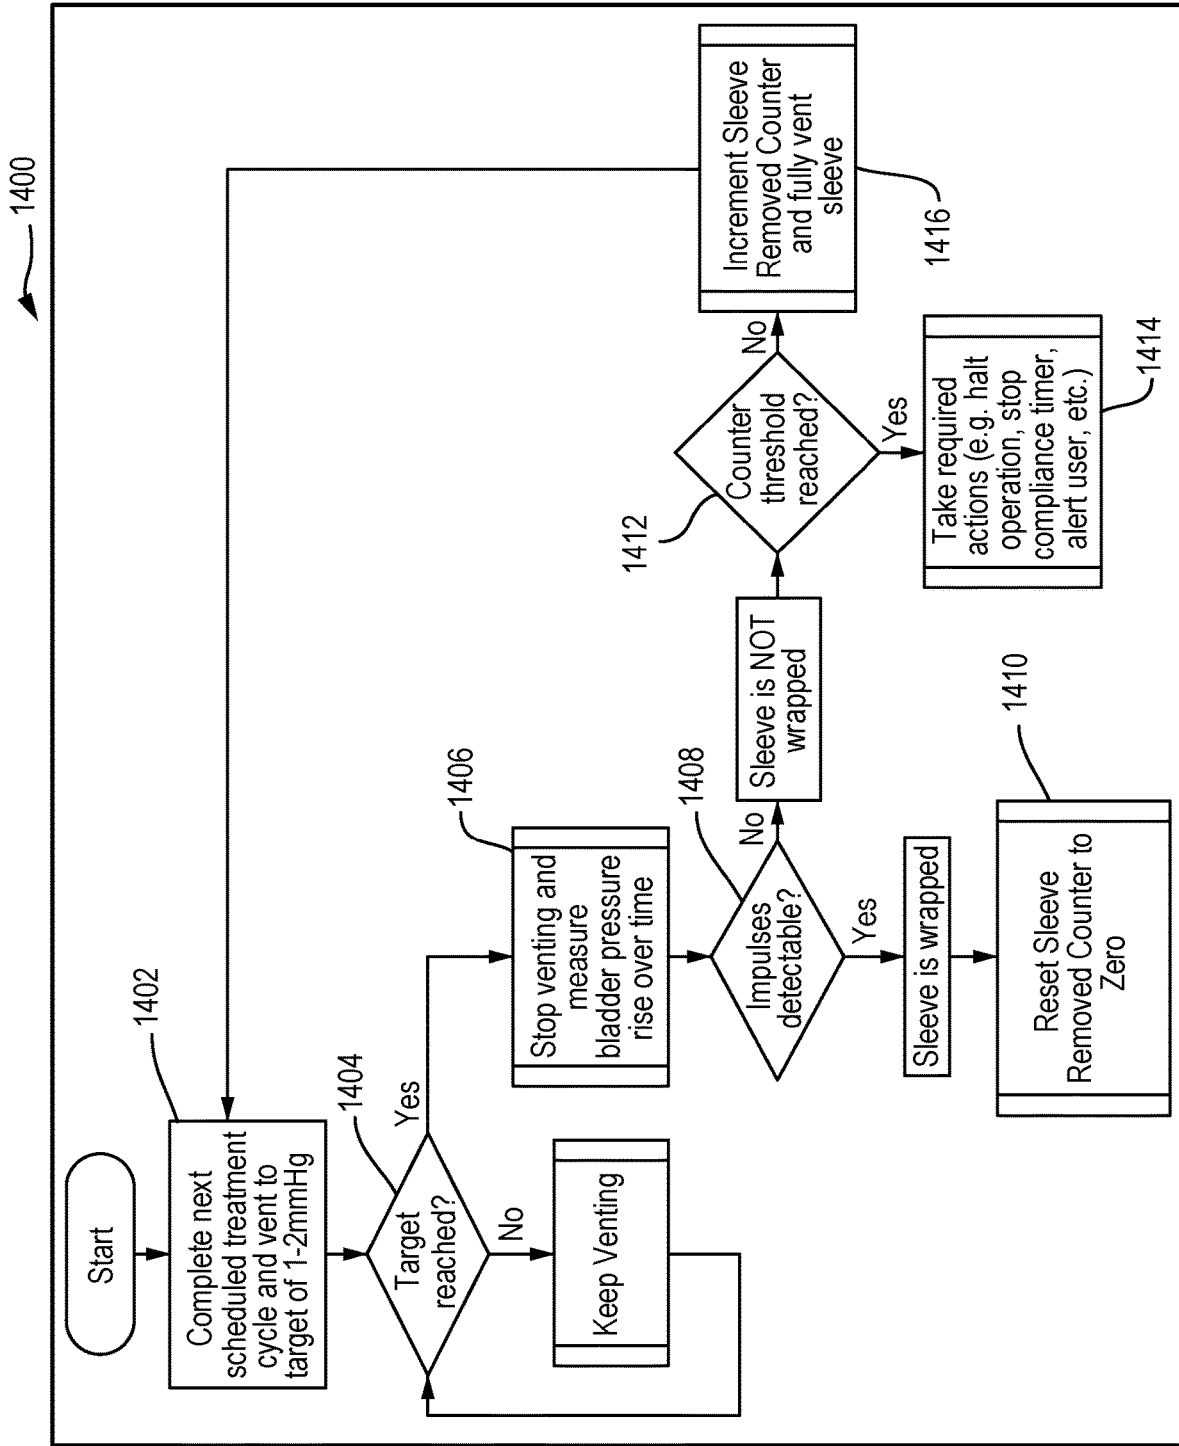 1400
Start
1402
Complete next
scheduled treatment
cycle and vent to
target of 1-2mmHg
1404
Target
reached?
Yes
No
Keep Venting
1406
Stop venting and
measure
bladder pressure
rise over time
1408
Impulses
detectable?
No
Yes
Sleeve is wrapped
Reset Sleeve
Removed Counter to
Zero
1410
Sleeve is NOT
wrapped
1412
Counter
threshold
reached?
No
Yes
Take required
actions (e.g. halt
operation, stop
compliance timer,
alert user, etc.)
1414
Increment Sleeve
Removed Counter
and fully vent
sleeve
1416